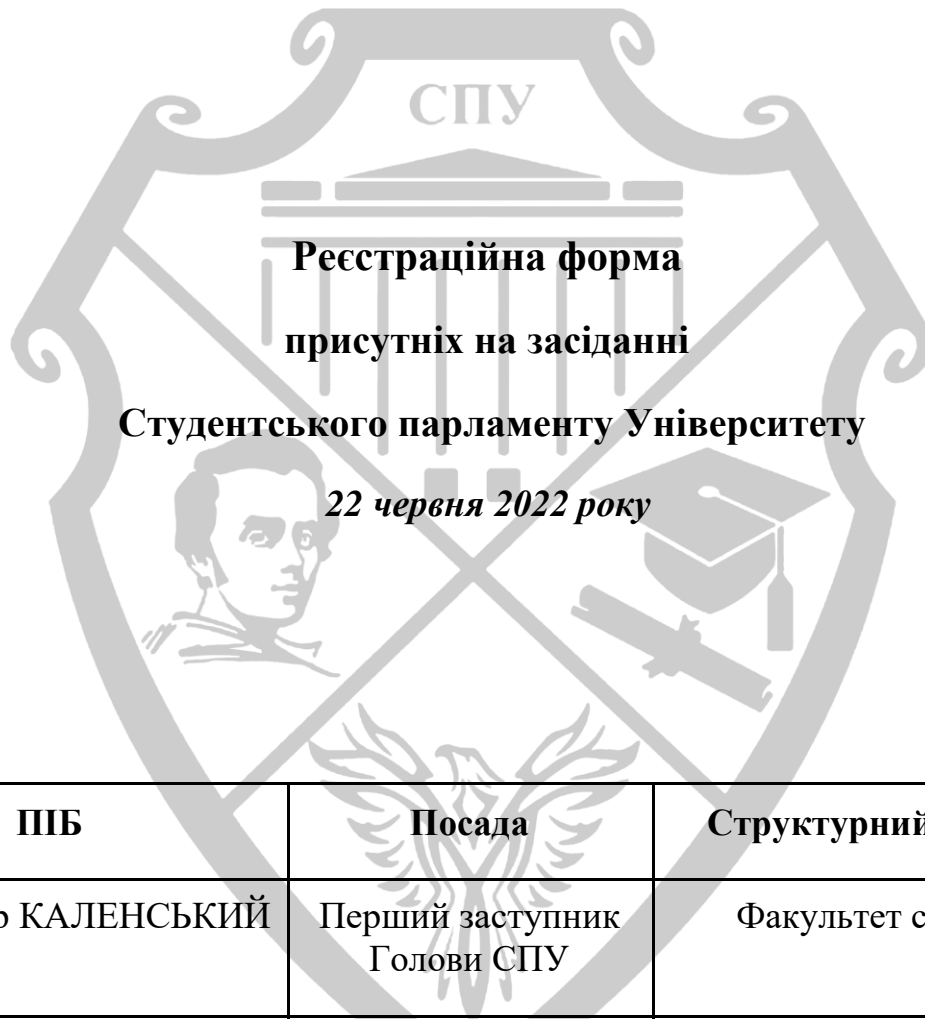 СПУ
Реєстраційна форма
присутніх на засіданні
Студентського парламенту Університету
22 червня 2022 року
ПІБ Посада Структурний
КАЛЕНСЬКИЙ Перший заступник Факультет
Голови СПУ